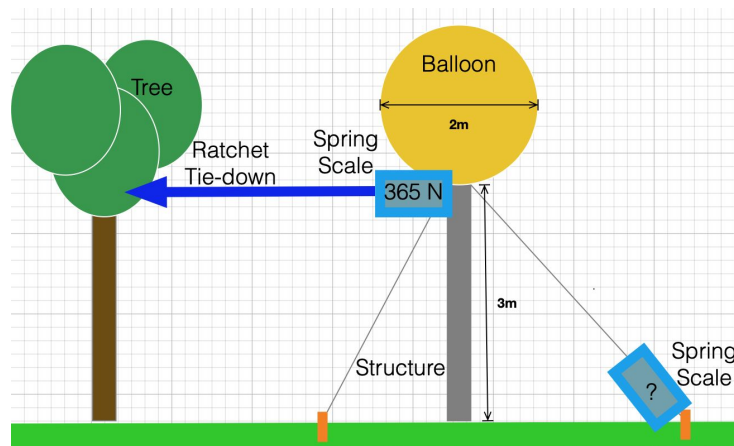 Balloon
Tree
2m
Spring
Scale
Ratchet
Tie-down
365 N
3m
Structure
Spring
Scale
?